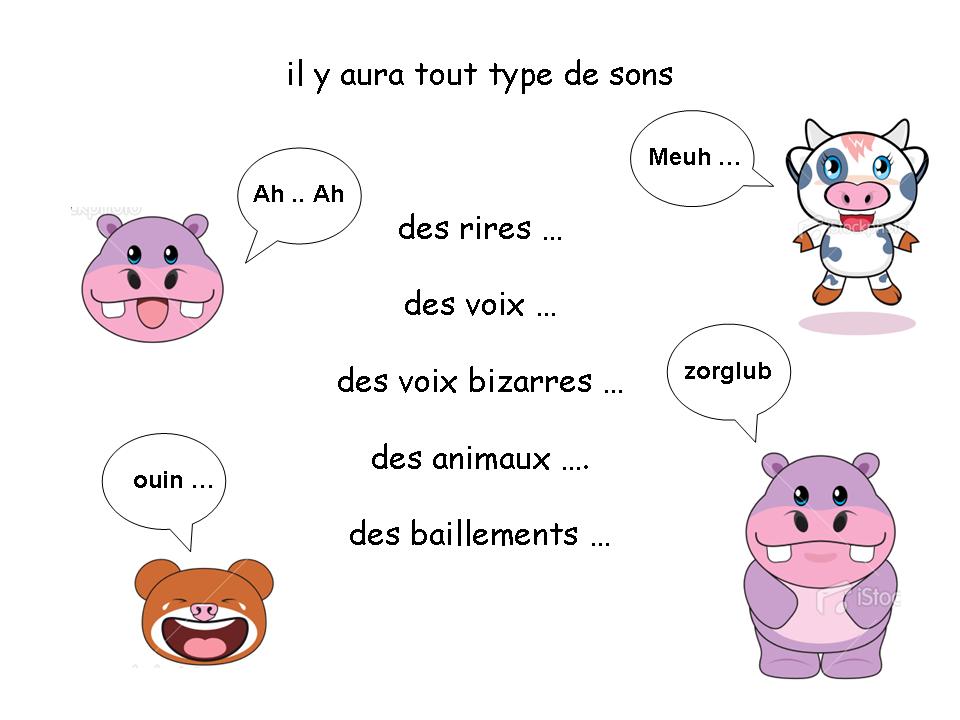 il y aura tout type de sons
Meuh ...
Ah .. Ah
des rires ...
des voix ...
zorglub
des voix bizarres ...
des animaux ....
ouin ...
des baillements ...
iStoc